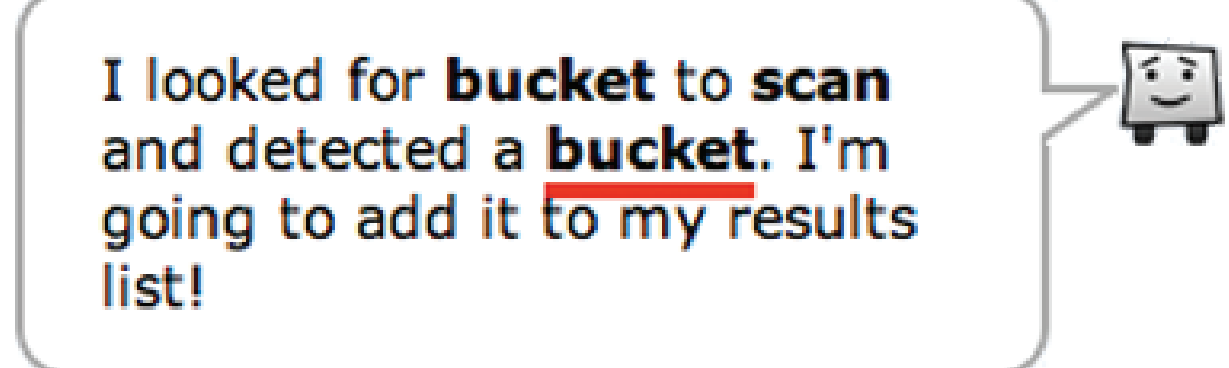 I looked for bucket to scan
and detected a bucket. I'm
going to add it to my results
list!